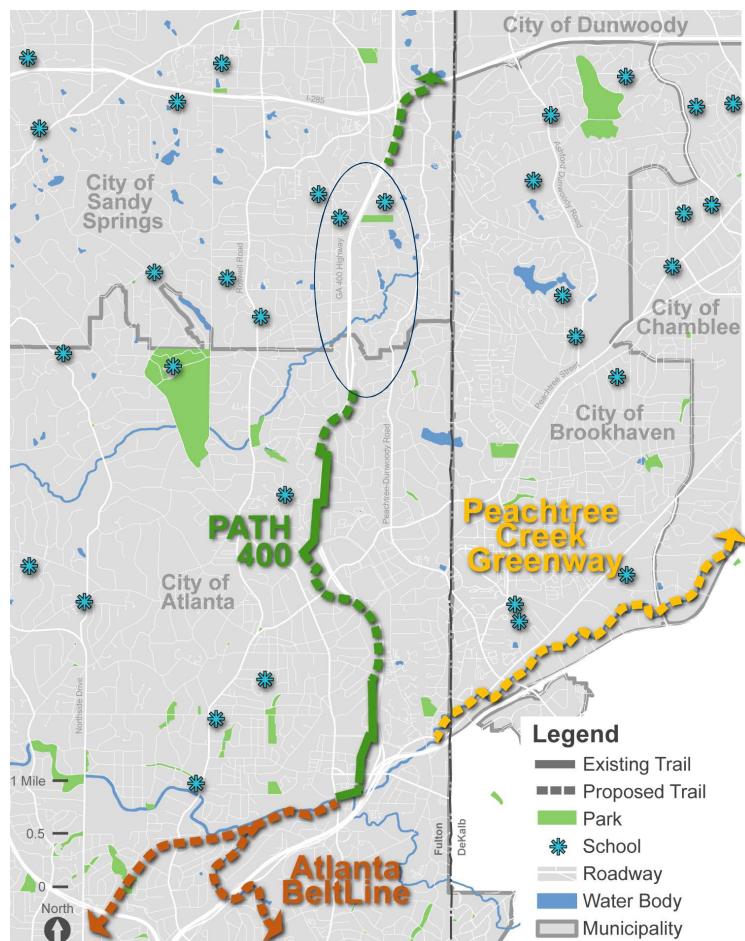 City of Dunwoody
I-285
City of
Sandy
Springs
Ashford Dunwoody Road
Roswell Road
GA 400 Highway
City of
Chamblee
Peachtree Street
City of
Brookhaven
Peachtree-Dunwoody Road
PATH
400
Peachtree
Creek
Greenway
City of
Atlanta
Northside Drive
Legend
Existing Trail
Proposed Trail
Park
School
Roadway
Water Body
Municipality
1 Mile
0.5
0
North
Fulton
DeKalb
Atlanta
BeltLine